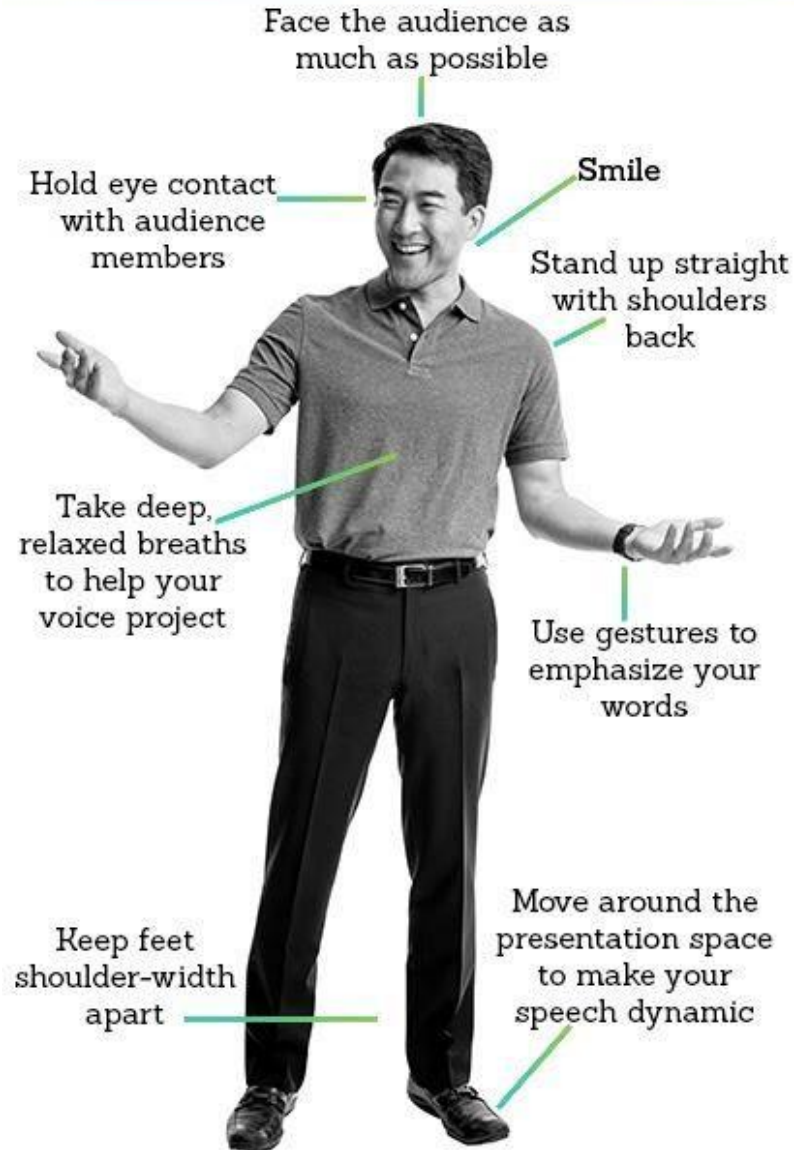 Face the audience as
much as possible
Hold eye contact
with audience
members
Smile
Stand up straight
with shoulders
back
Take deep,
relaxed breaths
to help your
voice project
Use gestures to
emphasize your
words
Keep feet
shoulder-width
apart
Move around the
presentation space
to make your
speech dynamic